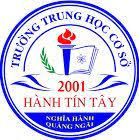 TRƯỜNG TRUNG HỌC CƠ SỞ
2001
HÀNH TÍN TÂY
NGHĨA HÀNH
QUẢNG NGÃI